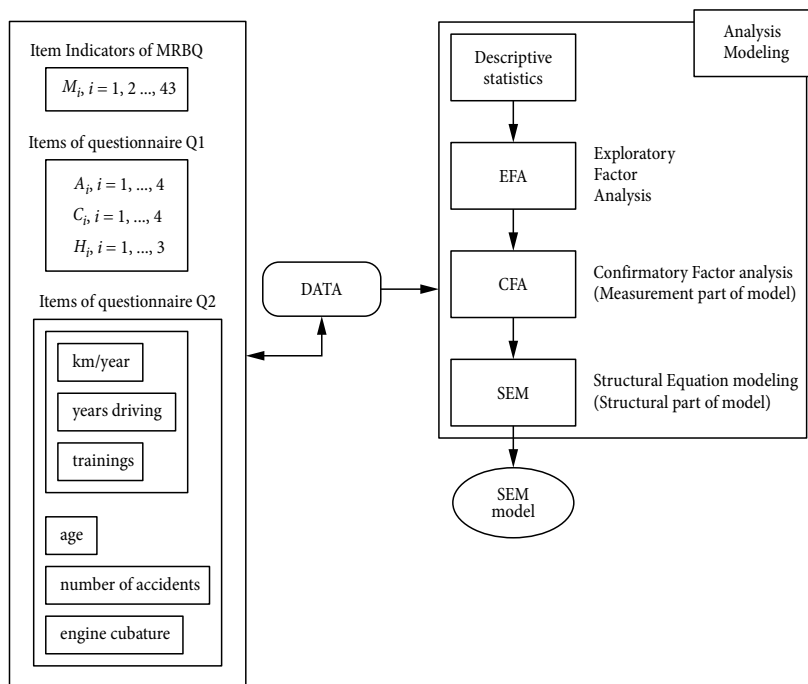 Item Indicators of MRBQ
M_i, i = 1, 2 ..., 43
Items of questionnaire Q1
A_i, i = 1, ..., 4
C_i, i = 1, ..., 4
H_i, i = 1, ..., 3
Items of questionnaire Q2
km/year
years driving
trainings
age
number of accidents
engine cubature
DATA
Analysis
Modeling
Descriptive
statistics
EFA
Exploratory
Factor
Analysis
CFA
Confirmatory Factor analysis
(Measurement part of model)
SEM
Structural Equation modeling
(Structural part of model)
SEM
model